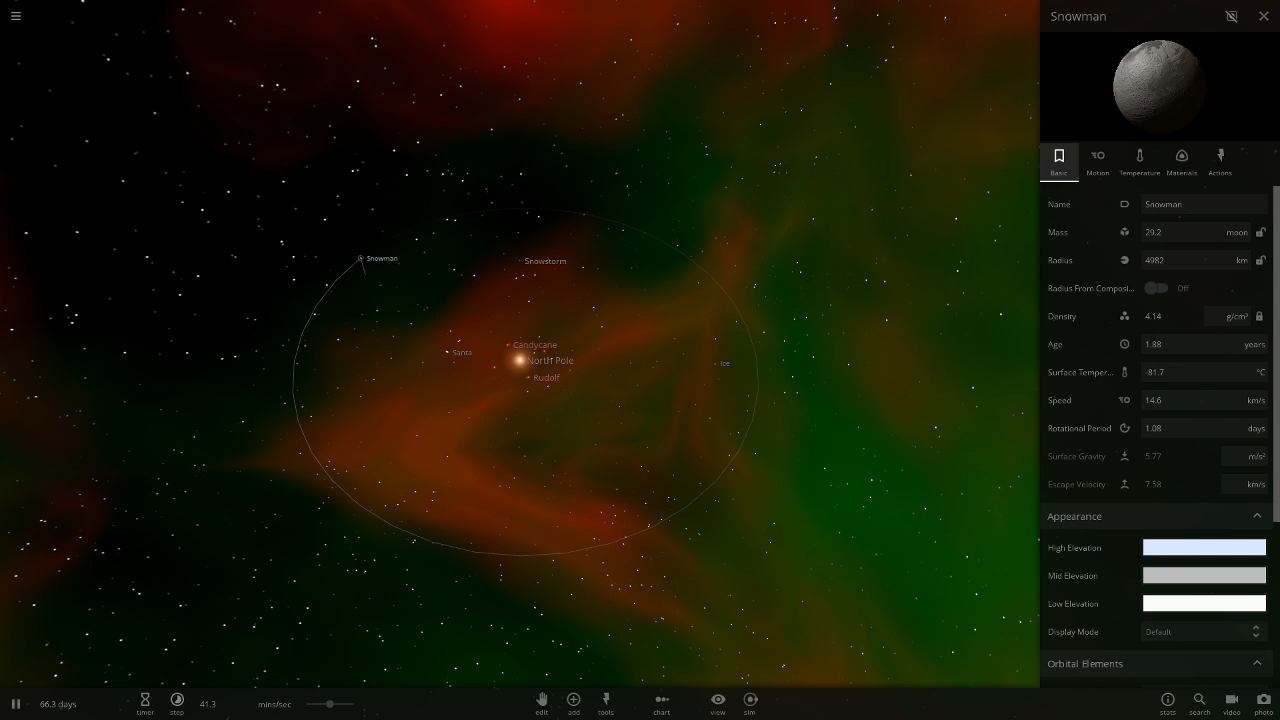 Snowman
Basic
Motion
Temperature
Materials
Actions
Name
Snowman
Mass
29.2
moon
Radius
4982
km
Radius From Composi...
Off
Density
4.14
g/cm³
Age
1.88
years
Surface Temper...
-81.7
°C
Speed
14.6
km/s
Rotational Period
1.08
days
Surface Gravity
5.77
m/s²
Escape Velocity
7.58
km/s
Appearance
High Elevation
Mid Elevation
Low Elevation
Display Mode
Default
Orbital Elements
Snowman
Snowstorm
Candycane
Santa
North Pole
Rudolf
Ice
66.3 days
timer
step
41.3
mins/sec
edit
add
tools
chart
view
sim
stats
search
video
photo